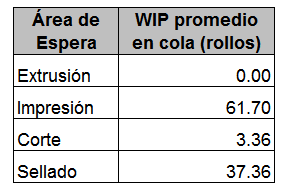 Área de Espera WIP promedio en cola (rollos)
Extrusión 0.00
Impresión 61.70
Corte 3.36
Sellado 37.36